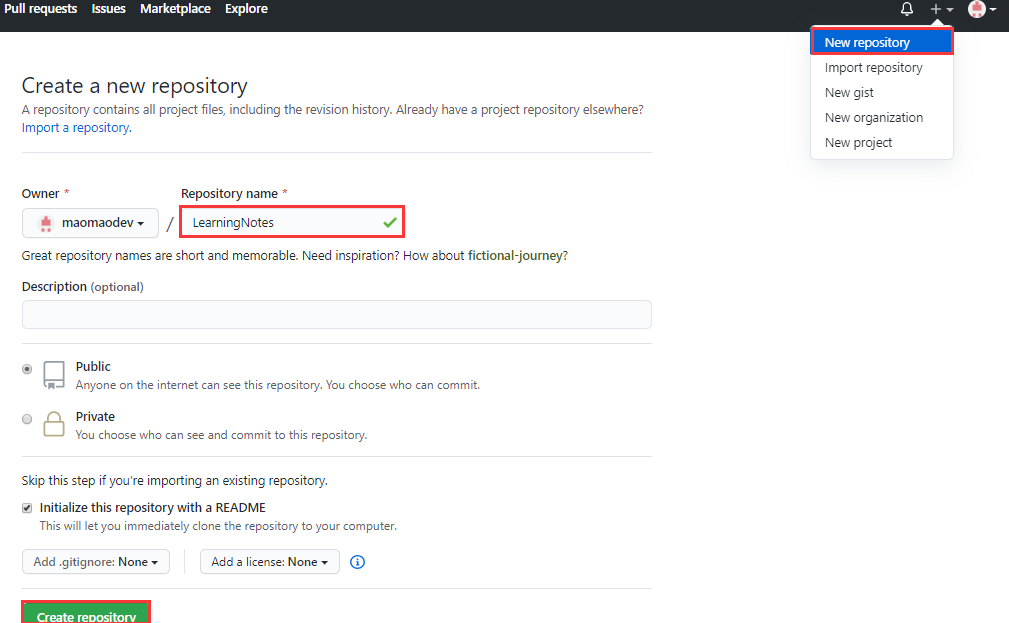 Pull requests Issues Marketplace Explore
New repository
Import repository
New gist
New organization
New project
Create a new repository
A repository contains all project files, including the revision history. Already have a project repository elsewhere?
Import a repository.
Owner * Repository name *
maomaodev / LearningNotes
Great repository names are short and memorable. Need inspiration? How about fictional-journey?
Description (optional)
Public
Anyone on the internet can see this repository. You choose who can commit.
Private
You choose who can see and commit to this repository.
Skip this step if you're importing an existing repository.
Initialize this repository with a README
This will let you immediately clone the repository to your computer.
Add .gitignore: None Add a license: None
Create repository